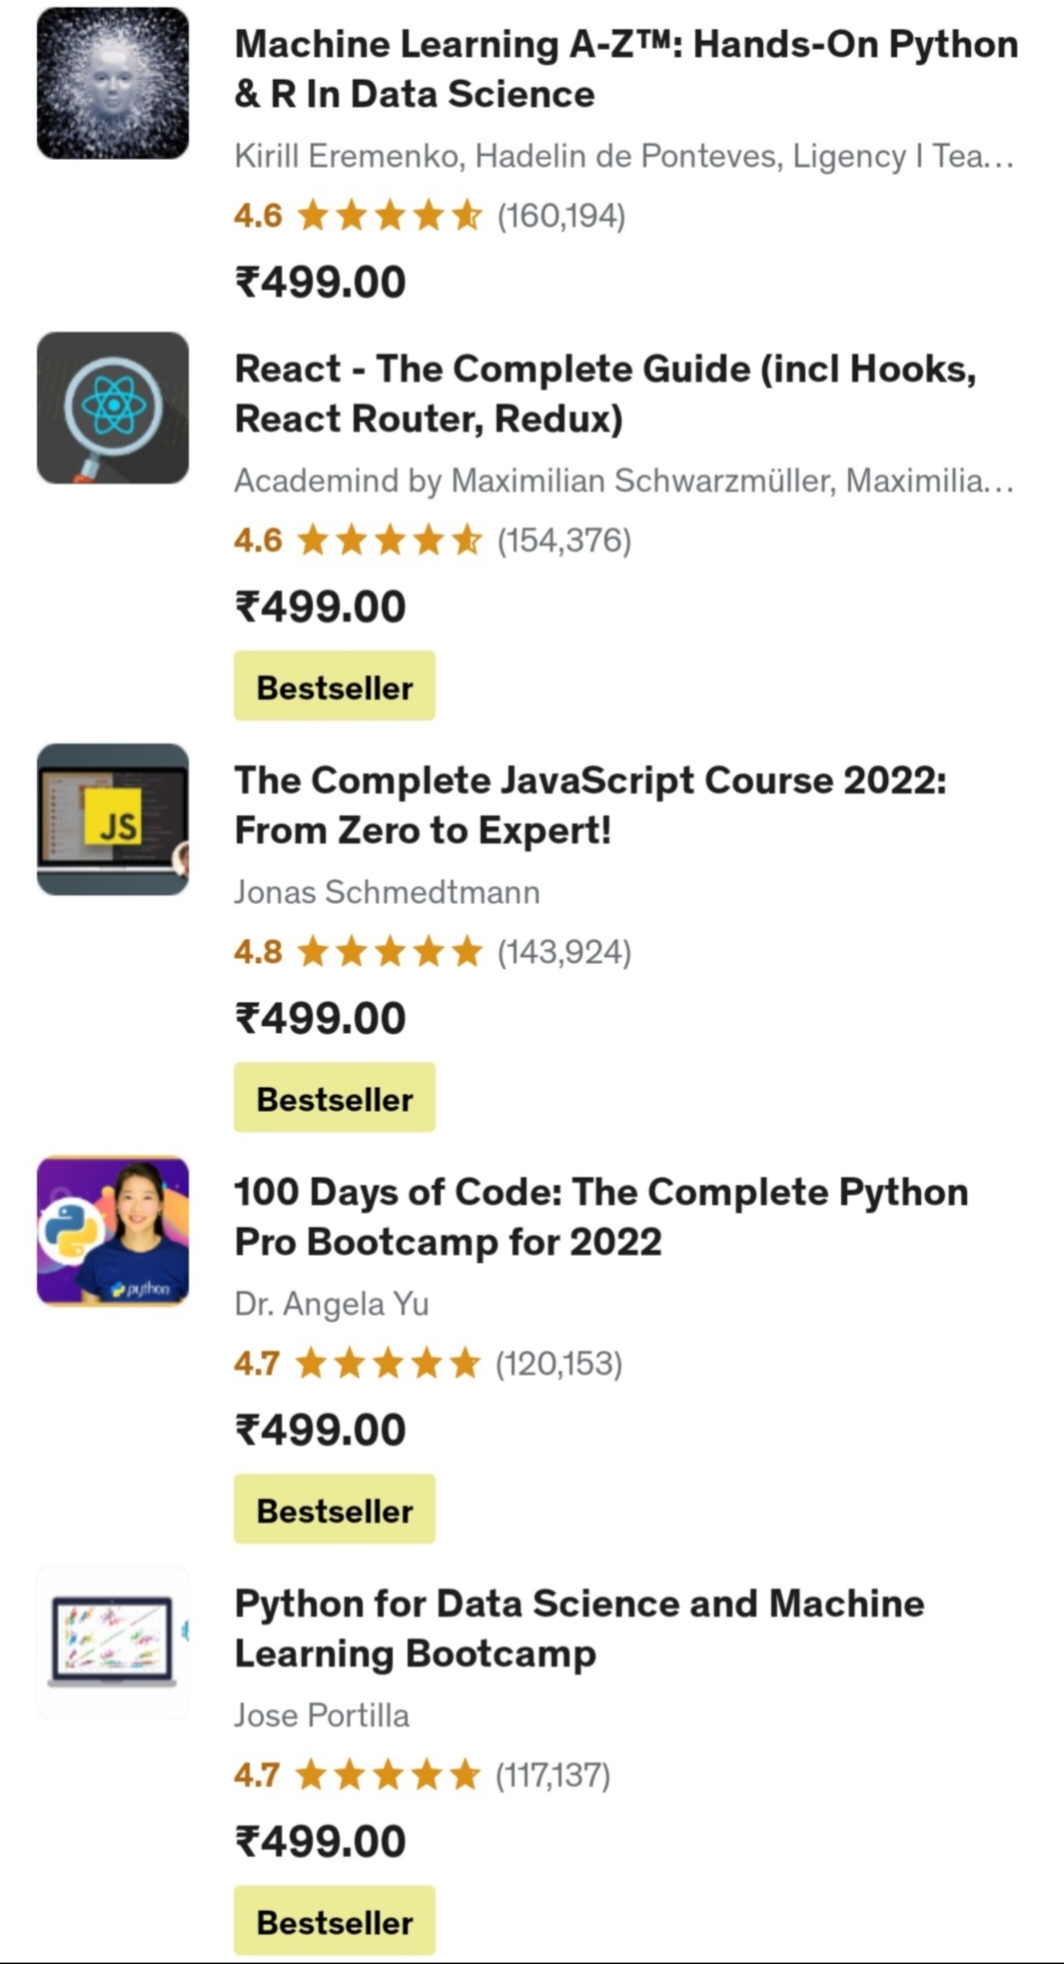 Machine Learning A-Z™: Hands-On Python
& R In Data Science
Kirill Eremenko, Hadelin de Ponteves, Ligency I Tea...
4.6 (160,194)
₹499.00
React - The Complete Guide (incl Hooks,
React Router, Redux)
Academind by Maximilian Schwarzmüller, Maximilia...
4.6 (154,376)
₹499.00
Bestseller
JS
The Complete JavaScript Course 2022:
From Zero to Expert!
Jonas Schmedtmann
4.8 (143,924)
₹499.00
Bestseller
python
100 Days of Code: The Complete Python
Pro Bootcamp for 2022
Dr. Angela Yu
4.7 (120,153)
₹499.00
Bestseller
Python for Data Science and Machine
Learning Bootcamp
Jose Portilla
4.7 (117,137)
₹499.00
Bestseller